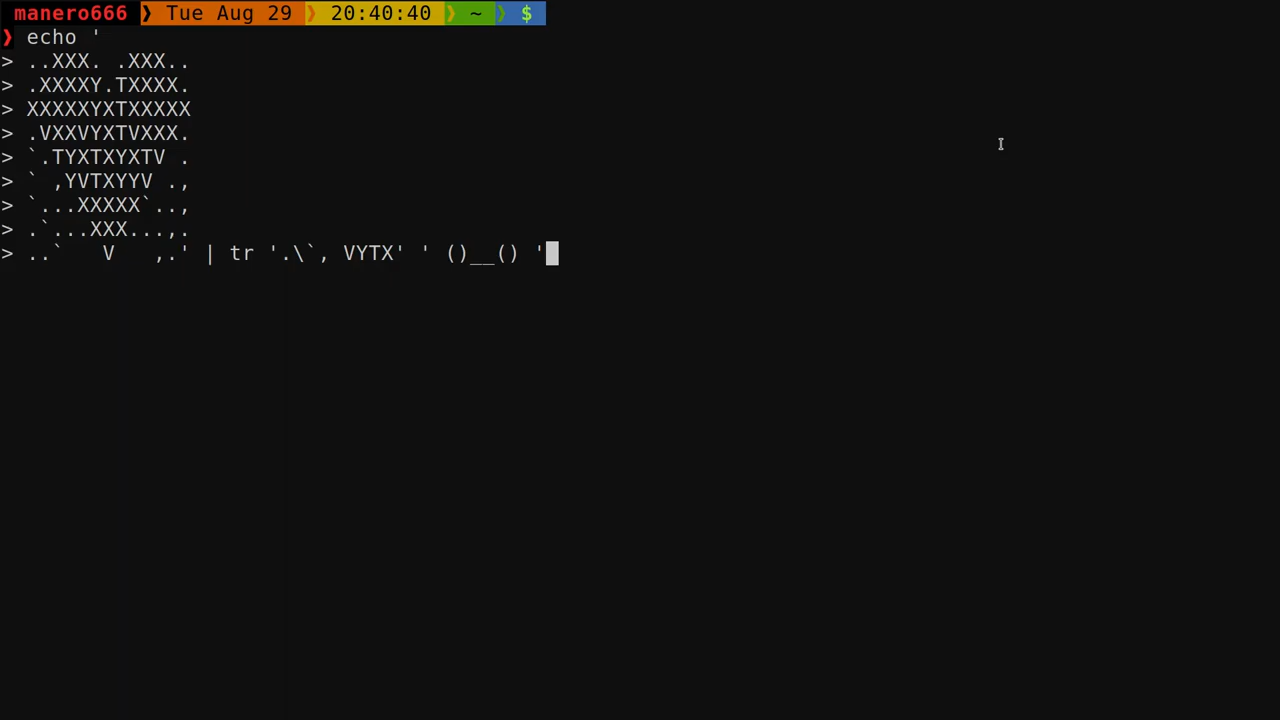 manero666 ❯ Tue Aug 29 ❯ 20:40:40 ❯ ~ ❯ $
❯ echo '
> ..XXX. .XXX..
> .XXXXY.TXXXX.
> XXXXXYXTXXXXX
> .VXXVYXTVXXX.
> `.TYXTXYXTV .
> ` ,YVTXYYV .,
> `...XXXXX`..,
> .`...XXX...,.
> ..`   V   ,.' | tr '.\`, VYTX' ' ()__() '